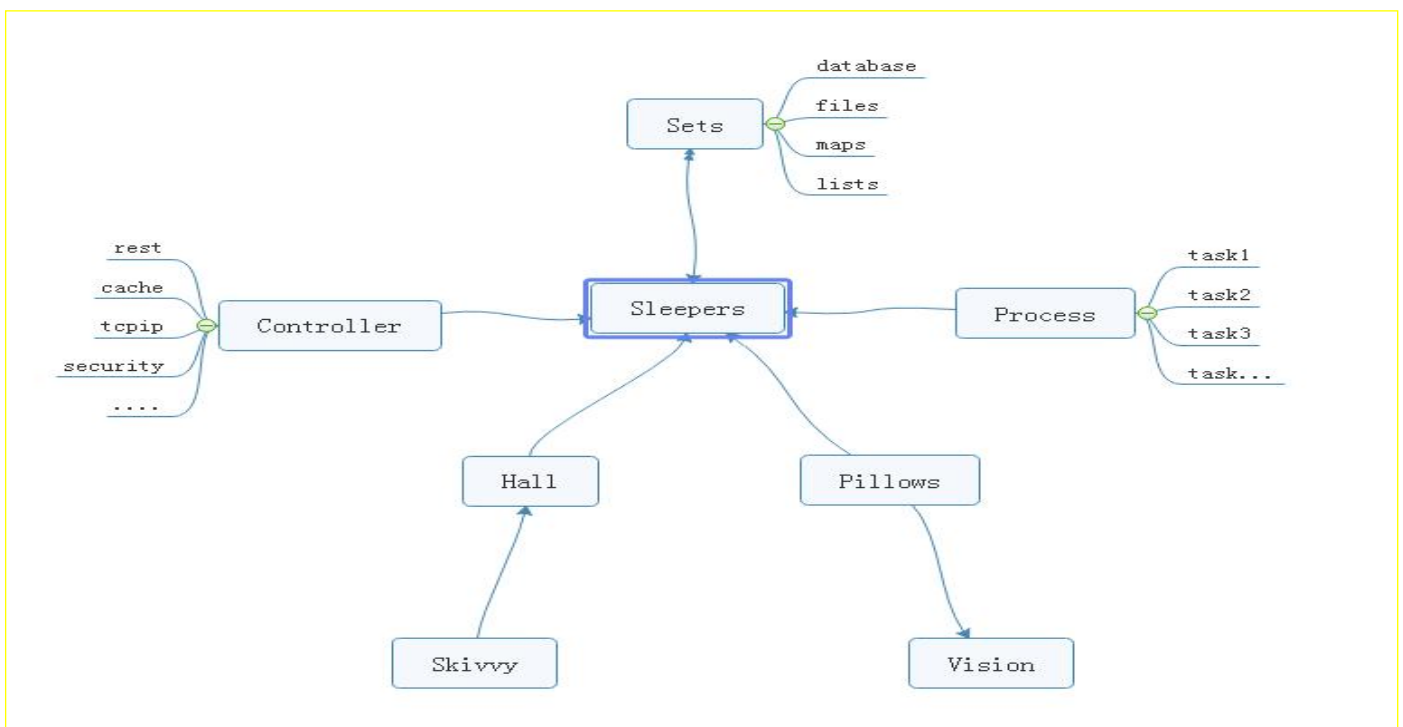 database
Sets
files
maps
lists
rest
cache
tcpip
security
....
Controller
Sleepers
Process
task1
task2
task3
task...
Hall
Pillows
Skivvy
Vision